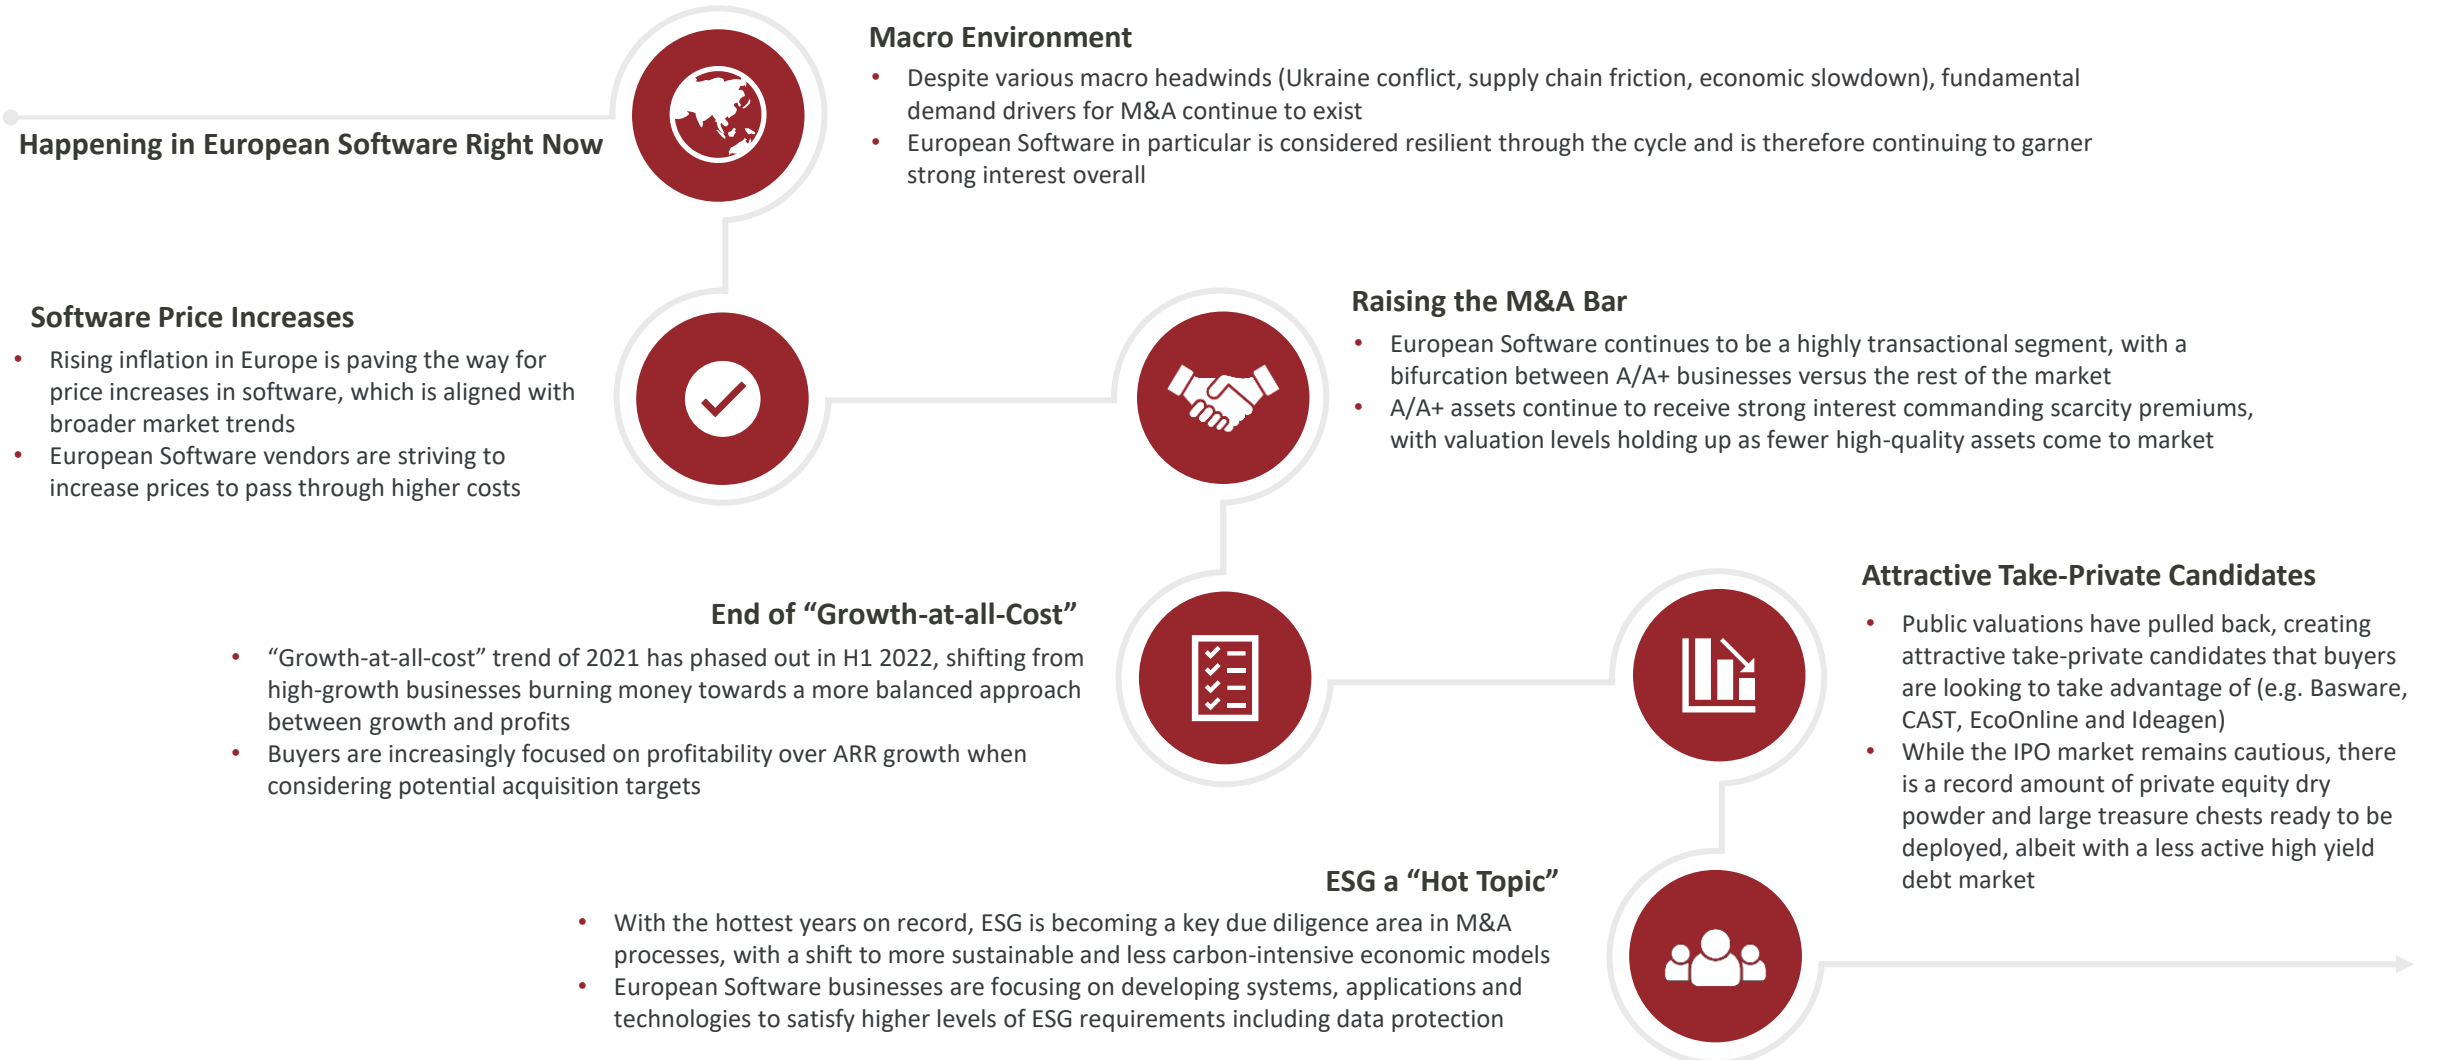 Happening in European Software Right Now
Macro Environment
• Despite various macro headwinds (Ukraine conflict, supply chain friction, economic slowdown), fundamental
demand drivers for M&A continue to exist
• European Software in particular is considered resilient through the cycle and is therefore continuing to garner
strong interest overall
Software Price Increases
• Rising inflation in Europe is paving the way for
price increases in software, which is aligned with
broader market trends
• European Software vendors are striving to
increase prices to pass through higher costs
Raising the M&A Bar
• European Software continues to be a highly transactional segment, with a
bifurcation between A/A+ businesses versus the rest of the market
• A/A+ assets continue to receive strong interest commanding scarcity premiums,
with valuation levels holding up as fewer high-quality assets come to market
End of “Growth-at-all-Cost”
• “Growth-at-all-cost” trend of 2021 has phased out in H1 2022, shifting from
high-growth businesses burning money towards a more balanced approach
between growth and profits
• Buyers are increasingly focused on profitability over ARR growth when
considering potential acquisition targets
Attractive Take-Private Candidates
• Public valuations have pulled back, creating
attractive take-private candidates that buyers
are looking to take advantage of (e.g. Basware,
CAST, EcoOnline and Ideagen)
• While the IPO market remains cautious, there
is a record amount of private equity dry
powder and large treasure chests ready to be
deployed, albeit with a less active high yield
debt market
ESG a “Hot Topic”
• With the hottest years on record, ESG is becoming a key due diligence area in M&A
processes, with a shift to more sustainable and less carbon-intensive economic models
• European Software businesses are focusing on developing systems, applications and
technologies to satisfy higher levels of ESG requirements including data protection